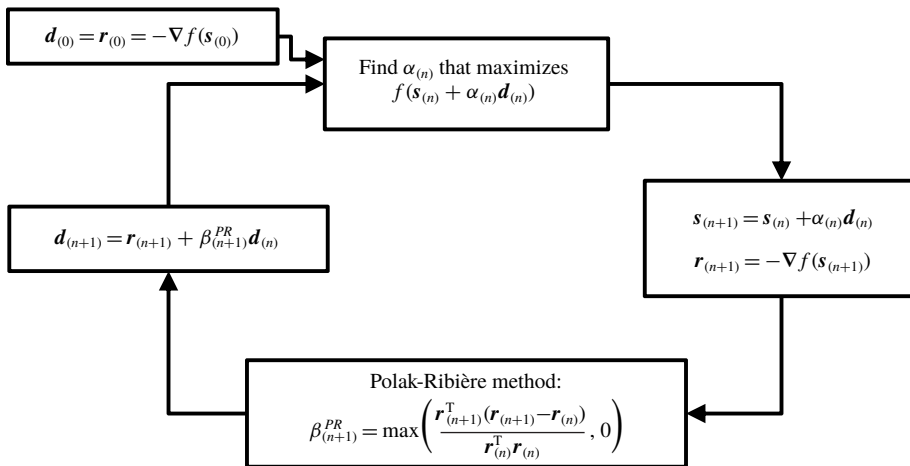 d_(0) = r_(0) = −∇f(s_(0))
Find α_(n) that maximizes
f(s_(n) + α_(n)d_(n))
s_(n+1) = s_(n) + α_(n)d_(n)
r_(n+1) = −∇f(s_(n+1))
Polak-Ribière method:
β^PR_(n+1) = max( r^T_(n+1)(r_(n+1)−r_(n)) / r^T_(n)r_(n) , 0 )
d_(n+1) = r_(n+1) + β^PR_(n+1)d_(n)